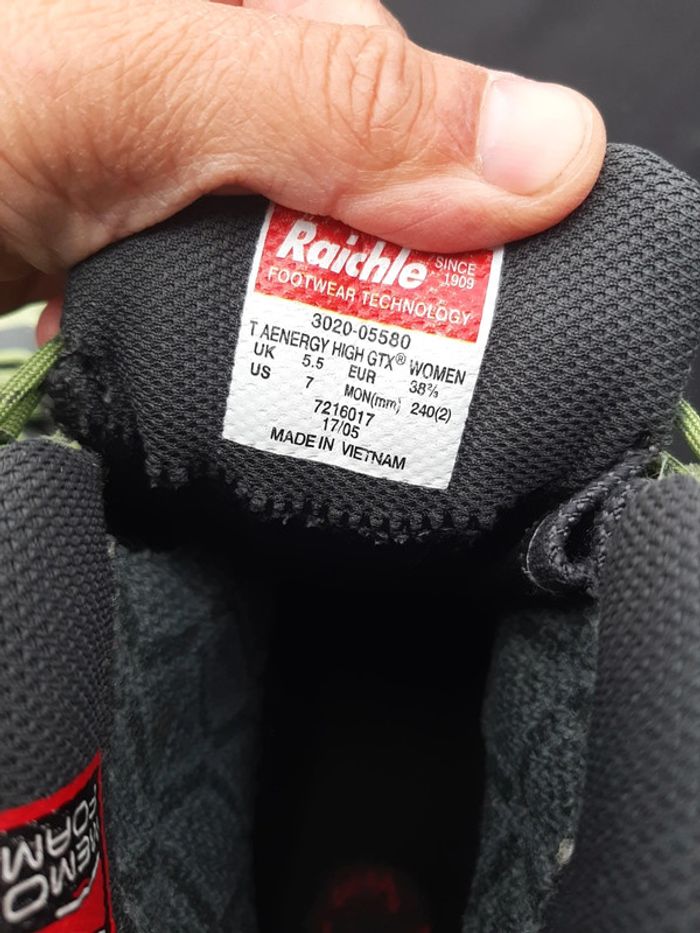 Raichle
SINCE
1909
FOOTWEAR TECHNOLOGY
3020-05580
T AENERGY HIGH GTX® WOMEN
UK 5.5 EUR 38⅔
US 7 MON(mm) 240(2)
7216017
17/05
MADE IN VIETNAM
MEMO
FOAM